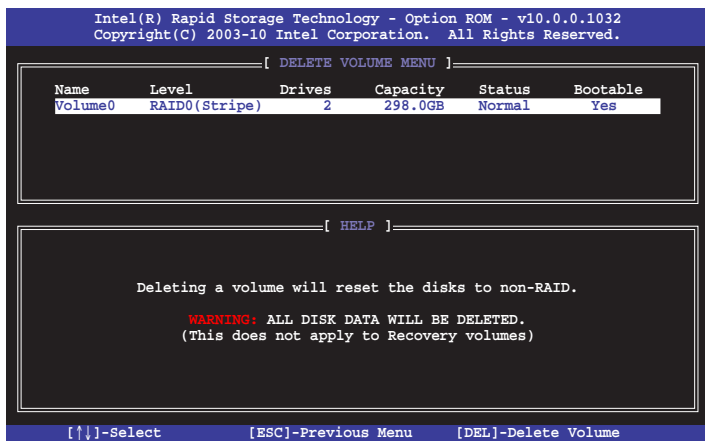 Intel(R) Rapid Storage Technology - Option ROM - v10.0.0.1032
Copyright(C) 2003-10 Intel Corporation. All Rights Reserved.
[ DELETE VOLUME MENU ]
Name Level Drives Capacity Status Bootable
Volume0 RAID0(Stripe) 2 298.0GB Normal Yes
[ HELP ]
Deleting a volume will reset the disks to non-RAID.
WARNING: ALL DISK DATA WILL BE DELETED.
(This does not apply to Recovery volumes)
[↑↓]-Select [ESC]-Previous Menu [DEL]-Delete Volume